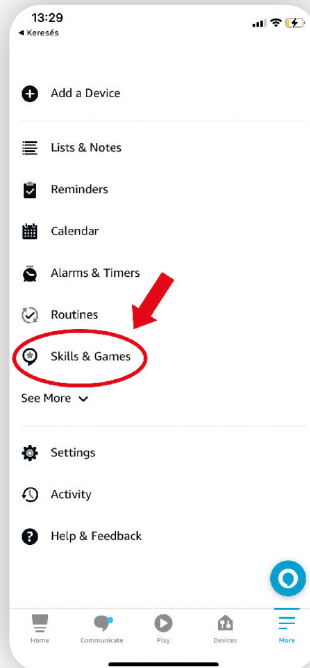 13:29
Keresés
Add a Device
Lists & Notes
Reminders
Calendar
Alarms & Timers
Routines
Skills & Games
See More
Settings
Activity
Help & Feedback
Home Communicate Play Devices More